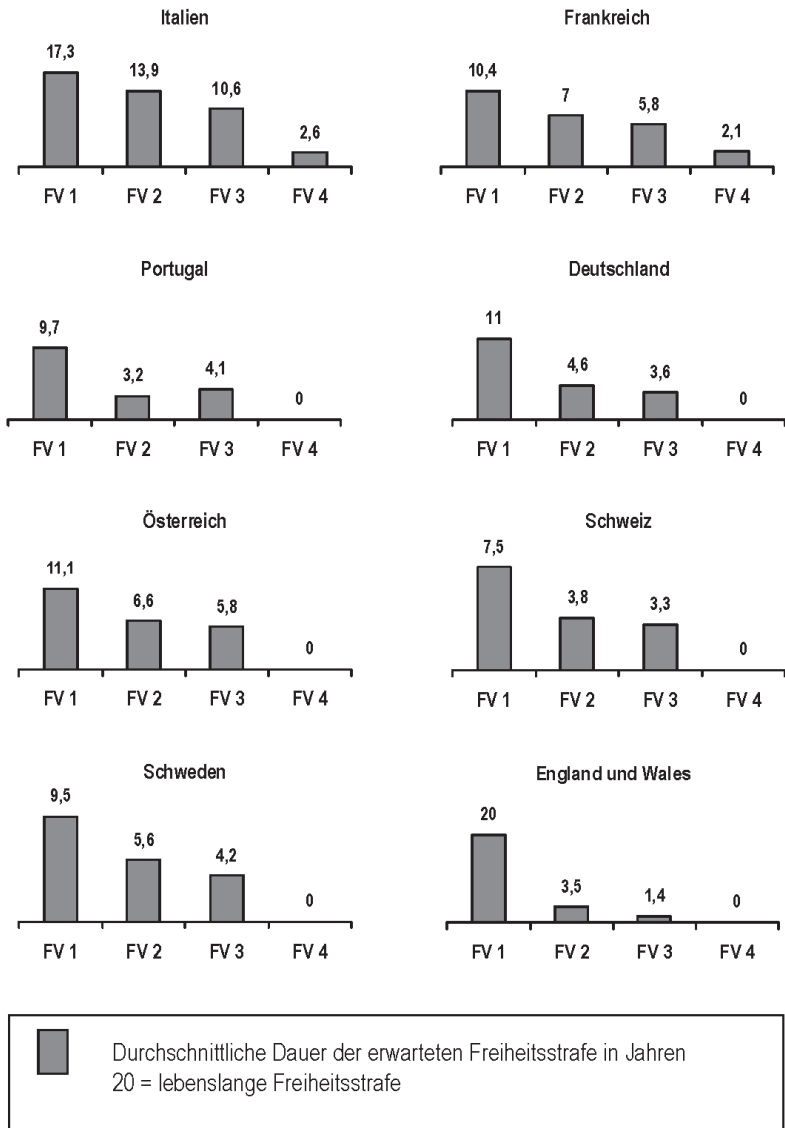 Italien
17,3
13,9
10,6
2,6
FV 1 FV 2 FV 3 FV 4
Frankreich
10,4
7
5,8
2,1
FV 1 FV 2 FV 3 FV 4
Portugal
9,7
3,2
4,1
0
FV 1 FV 2 FV 3 FV 4
Deutschland
11
4,6
3,6
0
FV 1 FV 2 FV 3 FV 4
Österreich
11,1
6,6
5,8
0
FV 1 FV 2 FV 3 FV 4
Schweiz
7,5
3,8
3,3
0
FV 1 FV 2 FV 3 FV 4
Schweden
9,5
5,6
4,2
0
FV 1 FV 2 FV 3 FV 4
England und Wales
20
3,5
1,4
0
FV 1 FV 2 FV 3 FV 4
Durchschnittliche Dauer der erwarteten Freiheitsstrafe in Jahren
20 = lebenslange Freiheitsstrafe